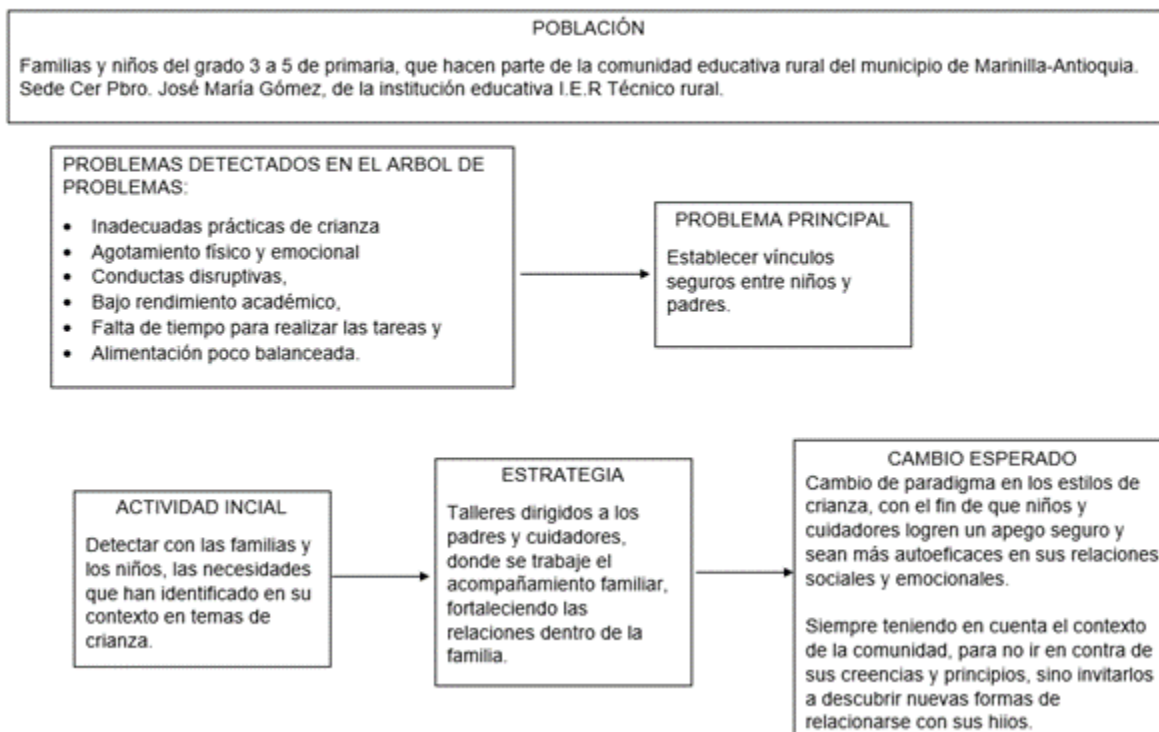 POBLACIÓN
Familias y niños del grado 3 a 5 de primaria, que hacen parte de la comunidad educativa rural del municipio de Marinilla-Antioquia.
Sede Cer Pbro. José María Gómez, de la institución educativa I.E.R Técnico rural.
PROBLEMAS DETECTADOS EN EL ARBOL DE
PROBLEMAS:
• Inadecuadas prácticas de crianza
• Agotamiento físico y emocional
• Conductas disruptivas,
• Bajo rendimiento académico,
• Falta de tiempo para realizar las tareas y
• Alimentación poco balanceada.
PROBLEMA PRINCIPAL
Establecer vínculos
seguros entre niños y
padres.
ACTIVIDAD INCIAL
Detectar con las familias y
los niños, las necesidades
que han identificado en su
contexto en temas de
crianza.
ESTRATEGIA
Talleres dirigidos a los
padres y cuidadores,
donde se trabaje el
acompañamiento familiar,
fortaleciendo las
relaciones dentro de la
familia.
CAMBIO ESPERADO
Cambio de paradigma en los estilos de
crianza, con el fin de que niños y
cuidadores logren un apego seguro y
sean más autoeficaces en sus relaciones
sociales y emocionales.
Siempre teniendo en cuenta el contexto
de la comunidad, para no ir en contra de
sus creencias y principios, sino invitarlos
a descubrir nuevas formas de
relacionarse con sus hijos.